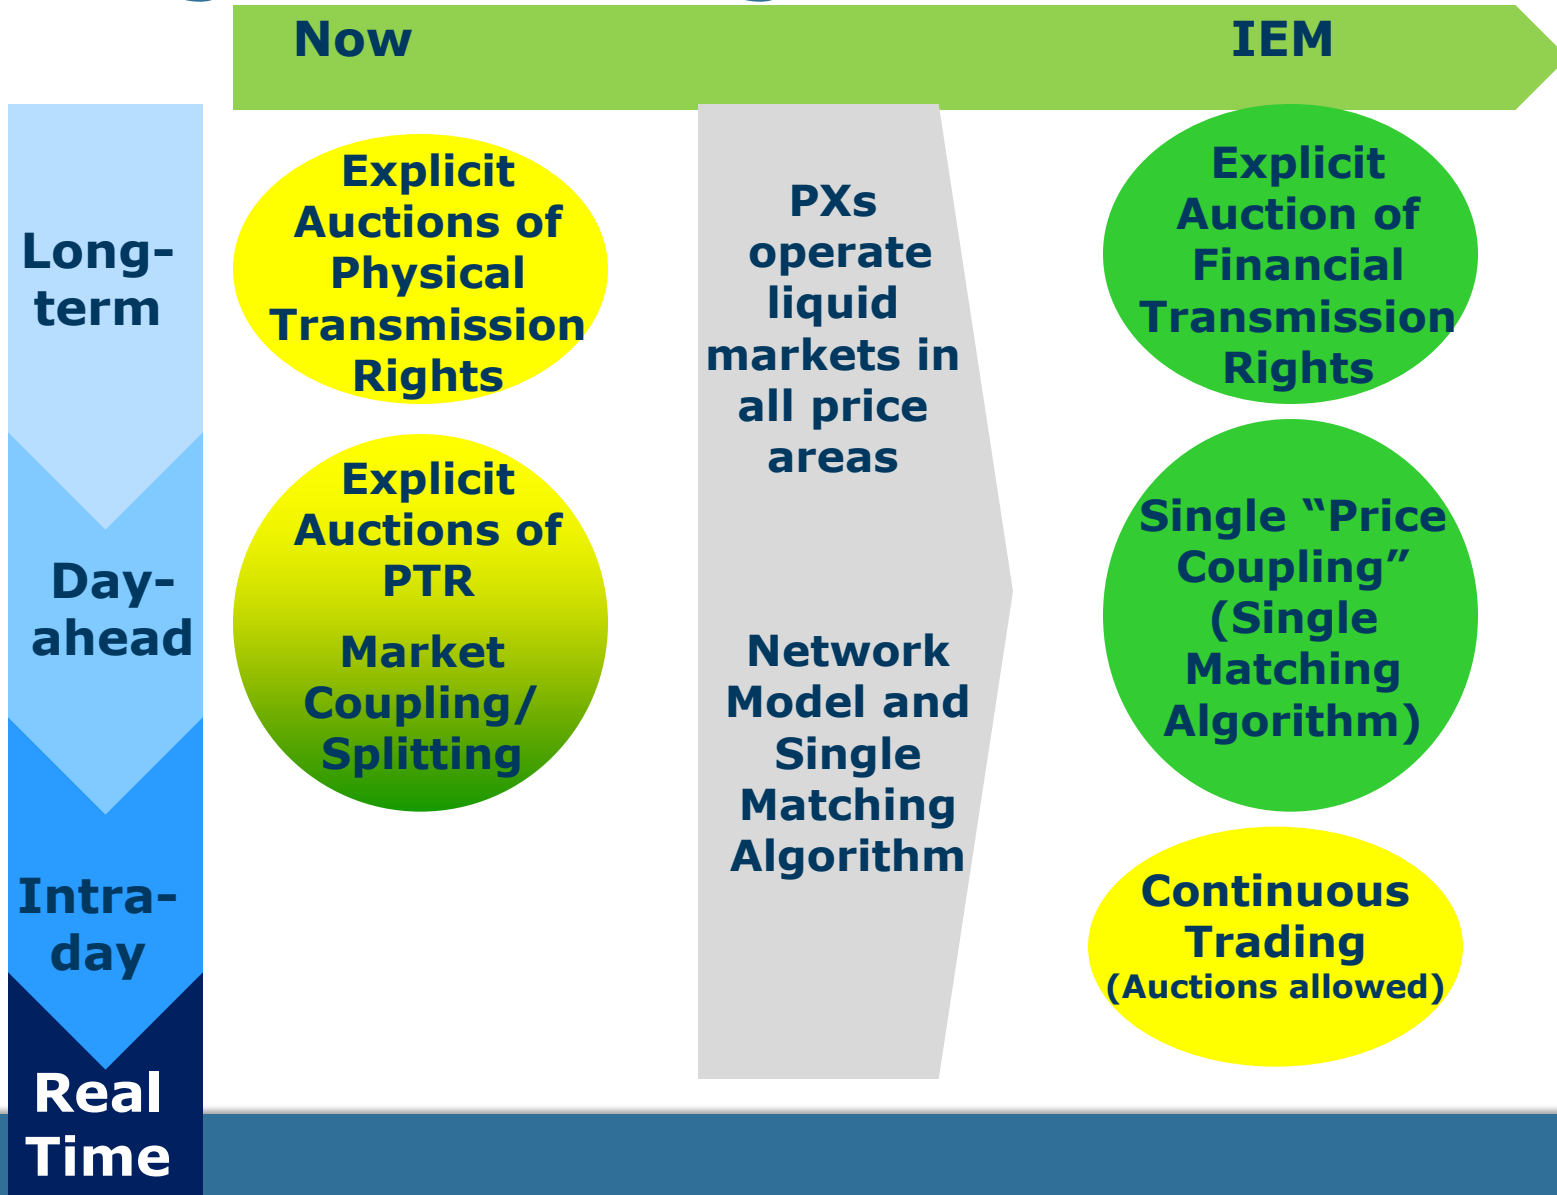 Now
IEM
Long-
term
Day-
ahead
Intra-
day
Real
Time
Explicit
Auctions of
Physical
Transmission
Rights
Explicit
Auctions of
PTR
Market
Coupling/
Splitting
PXs
operate
liquid
markets in
all price
areas
Network
Model and
Single
Matching
Algorithm
Explicit
Auction of
Financial
Transmission
Rights
Single “Price
Coupling”
(Single
Matching
Algorithm)
Continuous
Trading
(Auctions allowed)